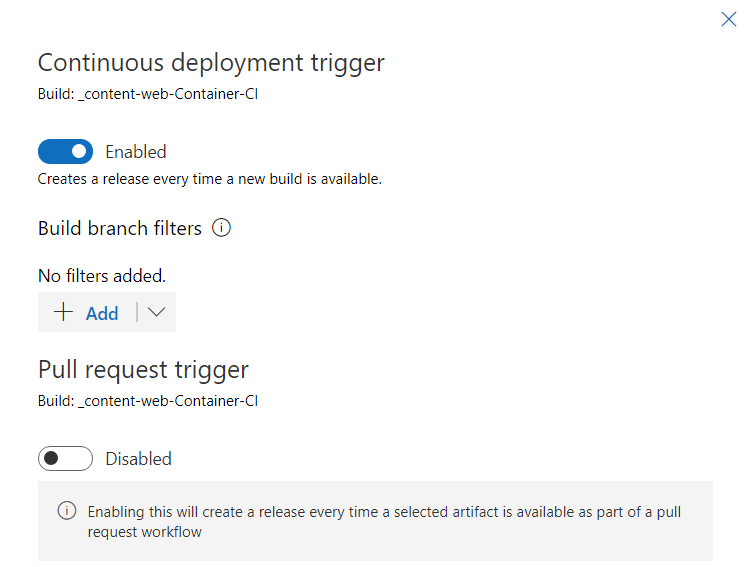 Continuous deployment trigger
Build: _content-web-Container-CI
Enabled
Creates a release every time a new build is available.
Build branch filters
No filters added.
Add
Pull request trigger
Build: _content-web-Container-CI
Disabled
Enabling this will create a release every time a selected artifact is available as part of a pull
request workflow